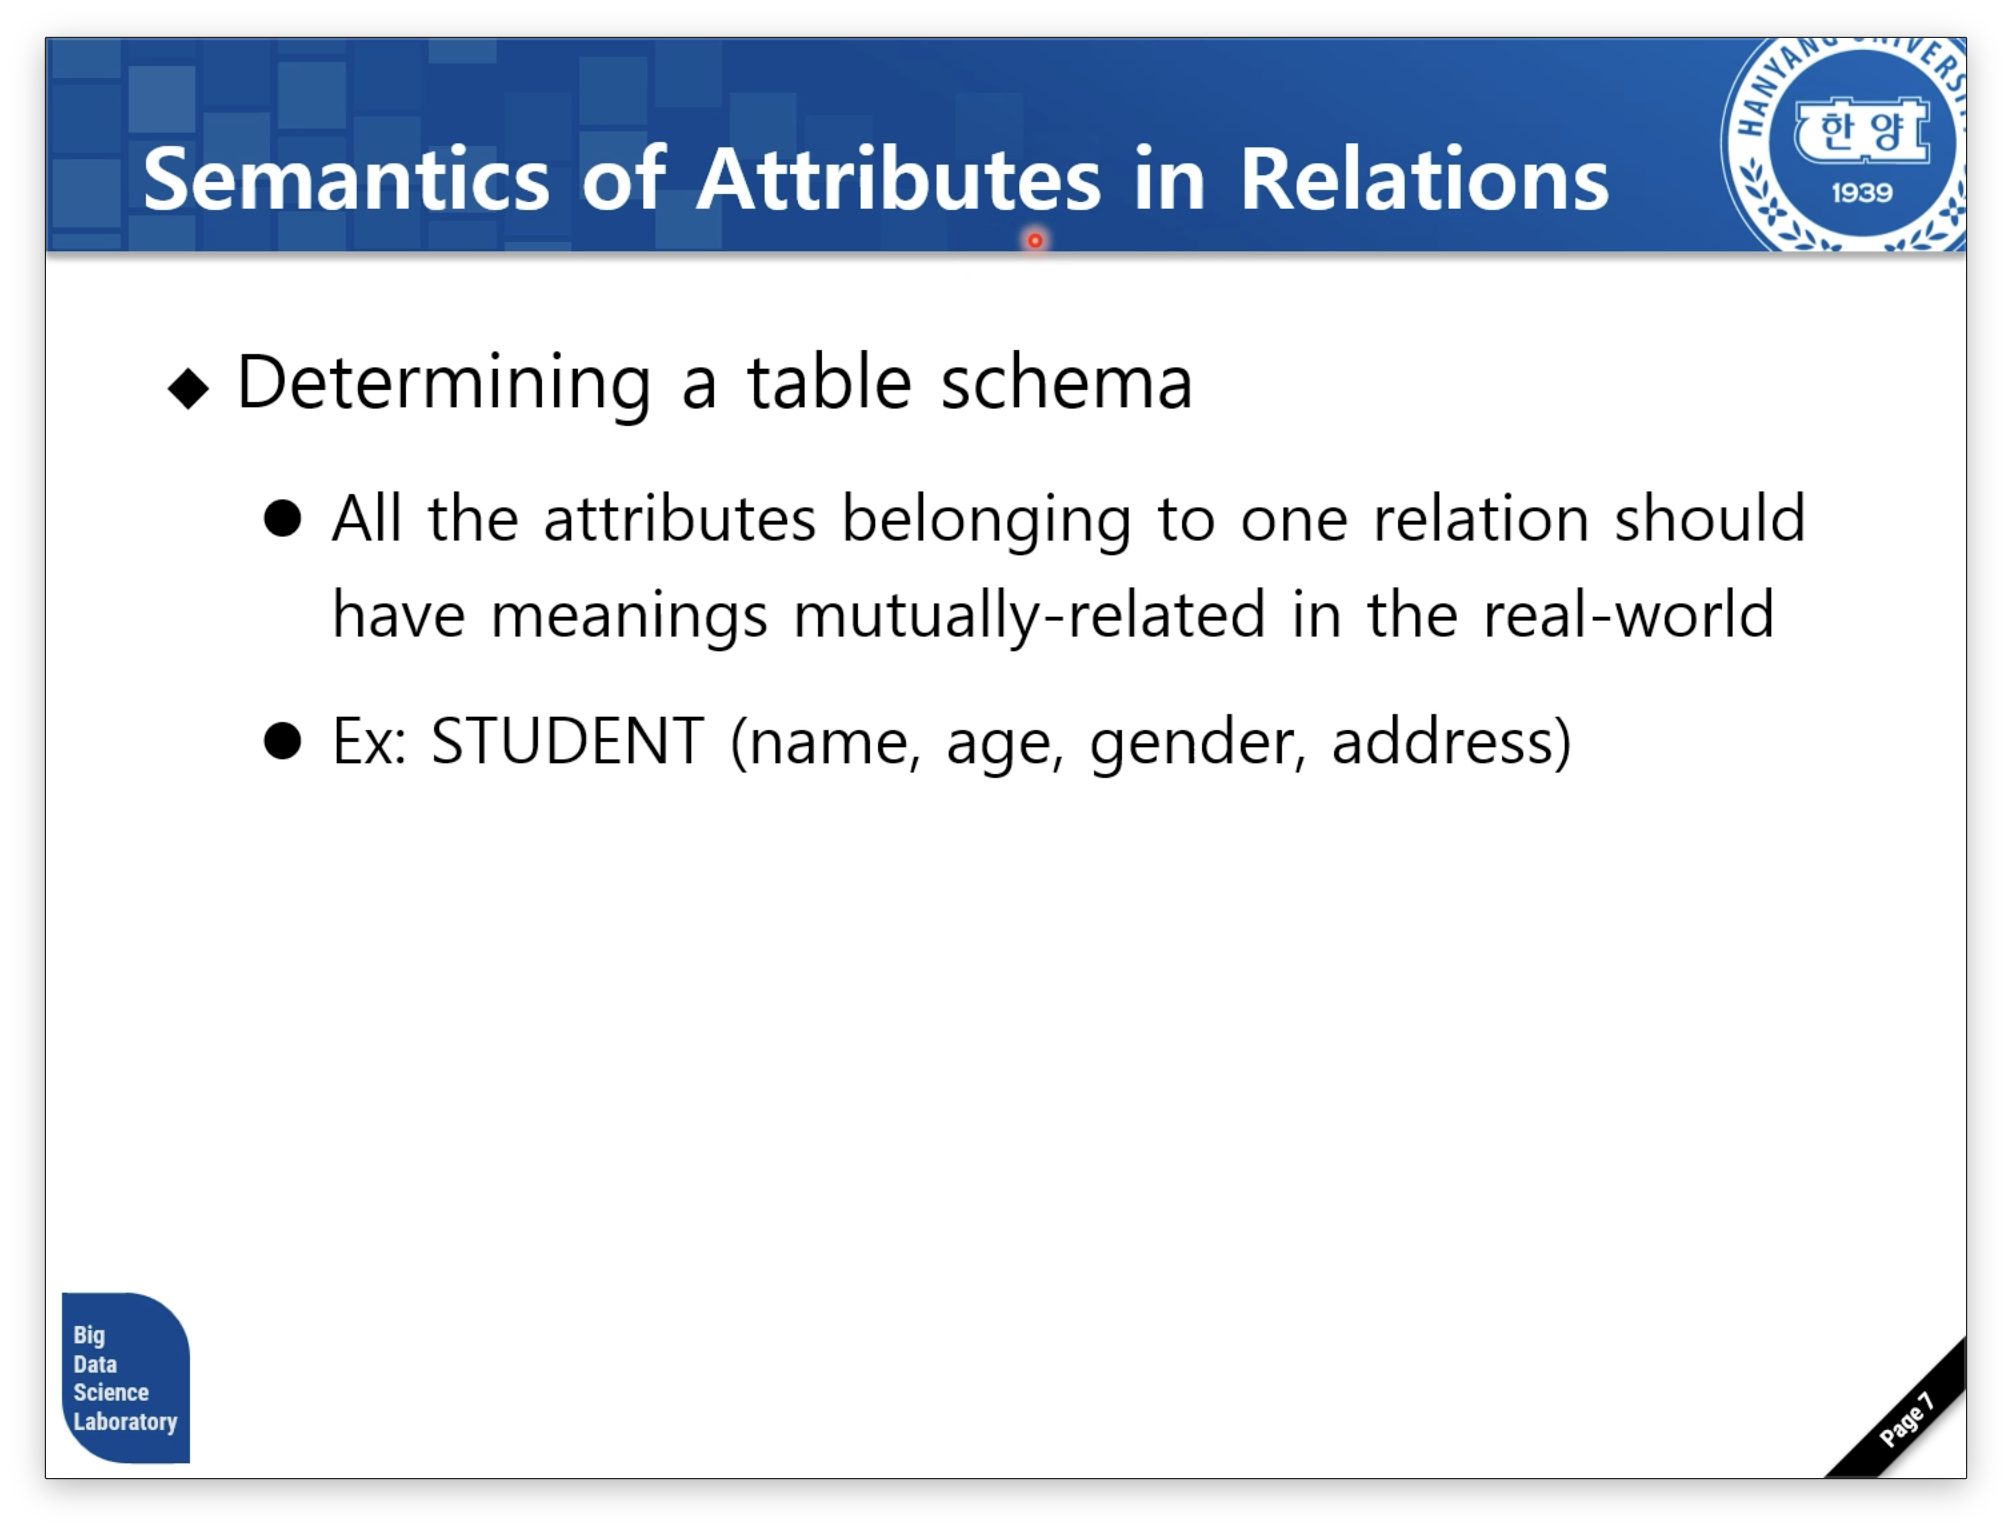 Semantics of Attributes in Relations
HANYANG UNIVERSITY
한양
1939
◆ Determining a table schema
● All the attributes belonging to one relation should
have meanings mutually-related in the real-world
● Ex: STUDENT (name, age, gender, address)
Big
Data
Science
Laboratory
Page 7